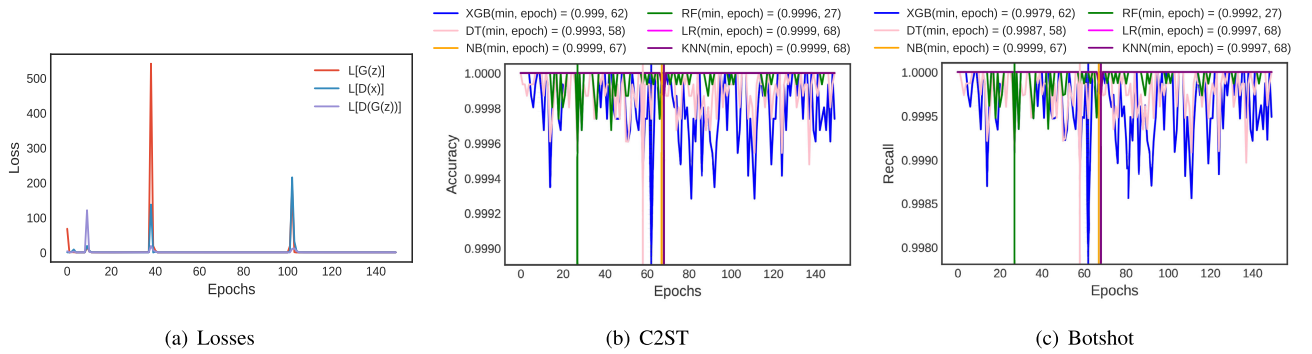 L[G(z)]
L[D(x)]
L[D(G(z))]
Loss
500
400
300
200
100
0
0 20 40 60 80 100 120 140
Epochs
(a) Losses
XGB(min, epoch) = (0.999, 62) RF(min, epoch) = (0.9996, 27)
DT(min, epoch) = (0.9993, 58) LR(min, epoch) = (0.9999, 68)
NB(min, epoch) = (0.9999, 67) KNN(min, epoch) = (0.9999, 68)
Accuracy
1.0000
0.9998
0.9996
0.9994
0.9992
0.9990
0 20 40 60 80 100 120 140
Epochs
(b) C2ST
XGB(min, epoch) = (0.9979, 62) RF(min, epoch) = (0.9992, 27)
DT(min, epoch) = (0.9987, 58) LR(min, epoch) = (0.9997, 68)
NB(min, epoch) = (0.9999, 67) KNN(min, epoch) = (0.9997, 68)
Recall
1.0000
0.9995
0.9990
0.9985
0.9980
0 20 40 60 80 100 120 140
Epochs
(c) Botshot